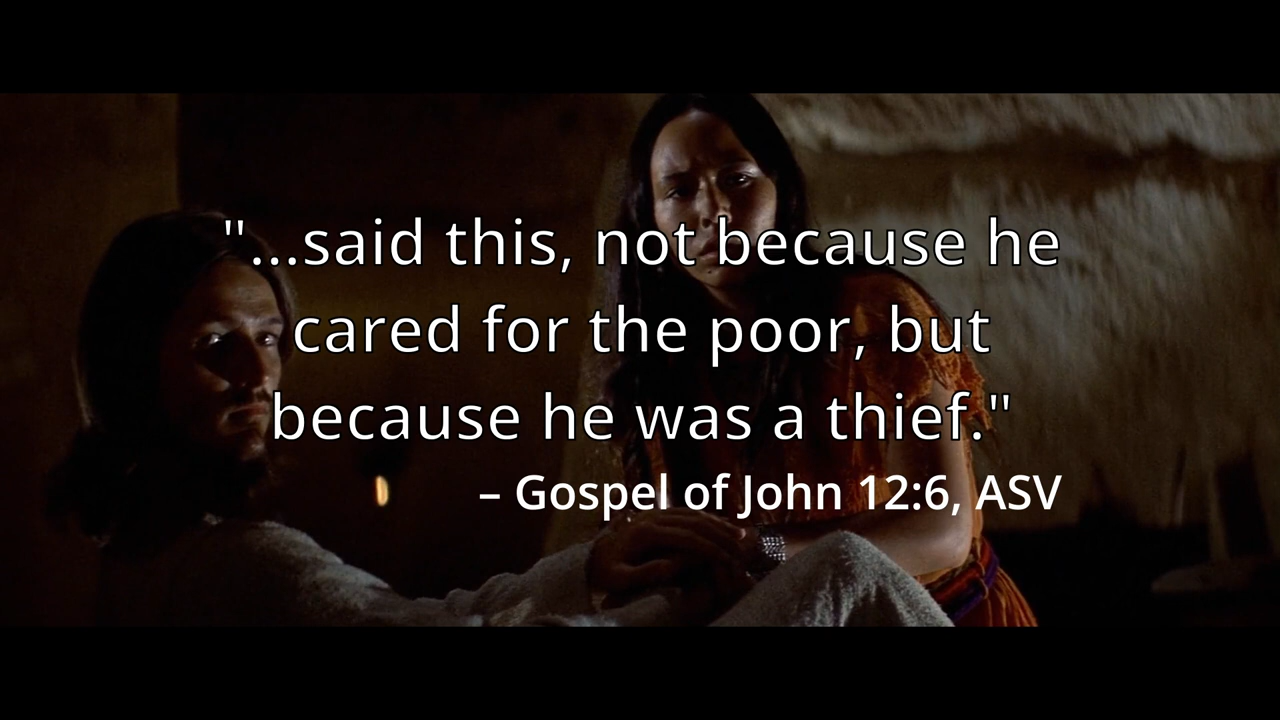 "...said this, not because he
cared for the poor, but
because he was a thief."
– Gospel of John 12:6, ASV